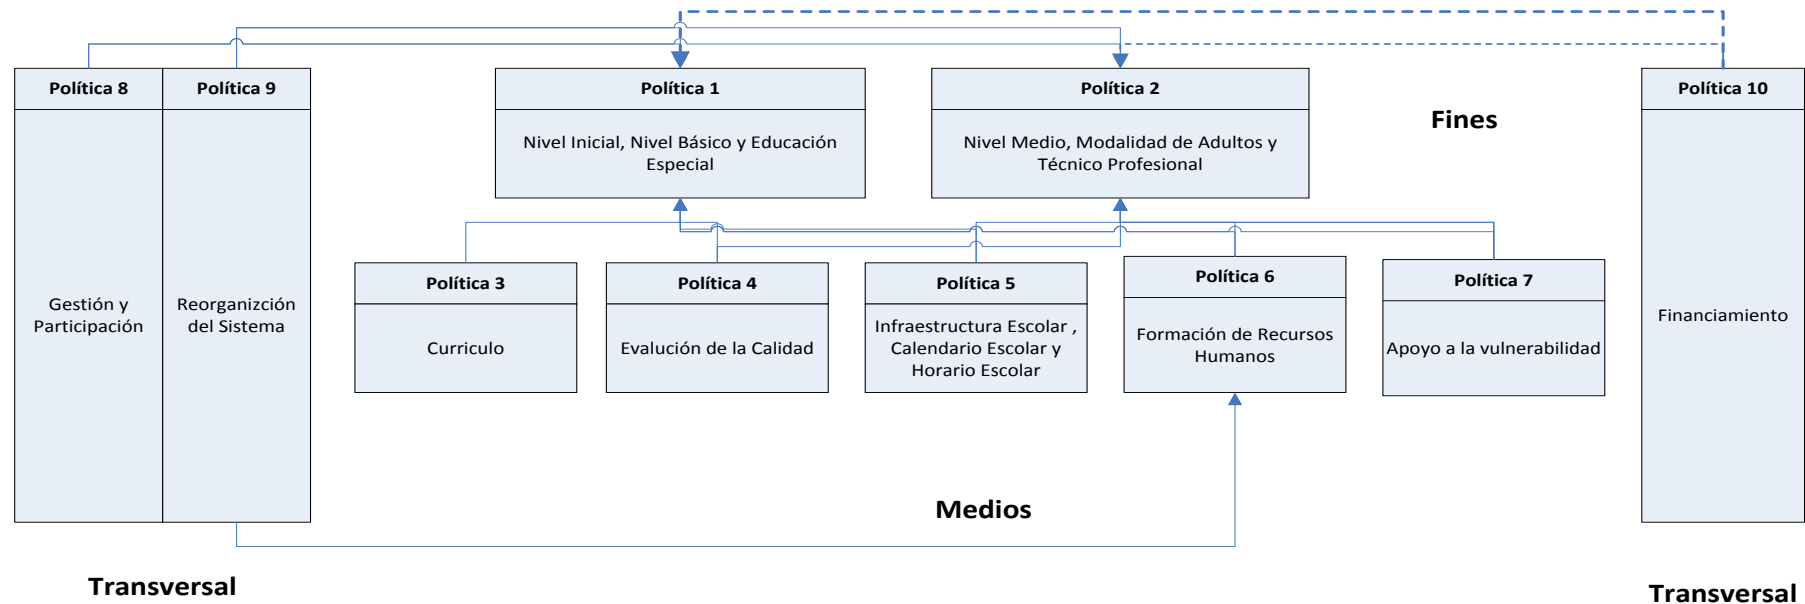 Política 8
Política 9
Política 1
Política 2
Política 10
Nivel Inicial, Nivel Básico y Educación
Especial
Nivel Medio, Modalidad de Adultos y
Técnico Profesional
Fines
Gestión y
Participación
Reorganizción
del Sistema
Política 3
Política 4
Política 5
Política 6
Política 7
Curriculo
Evalución de la Calidad
Infraestructura Escolar ,
Calendario Escolar y
Horario Escolar
Formación de Recursos
Humanos
Apoyo a la vulnerabilidad
Financiamiento
Medios
Transversal
Transversal